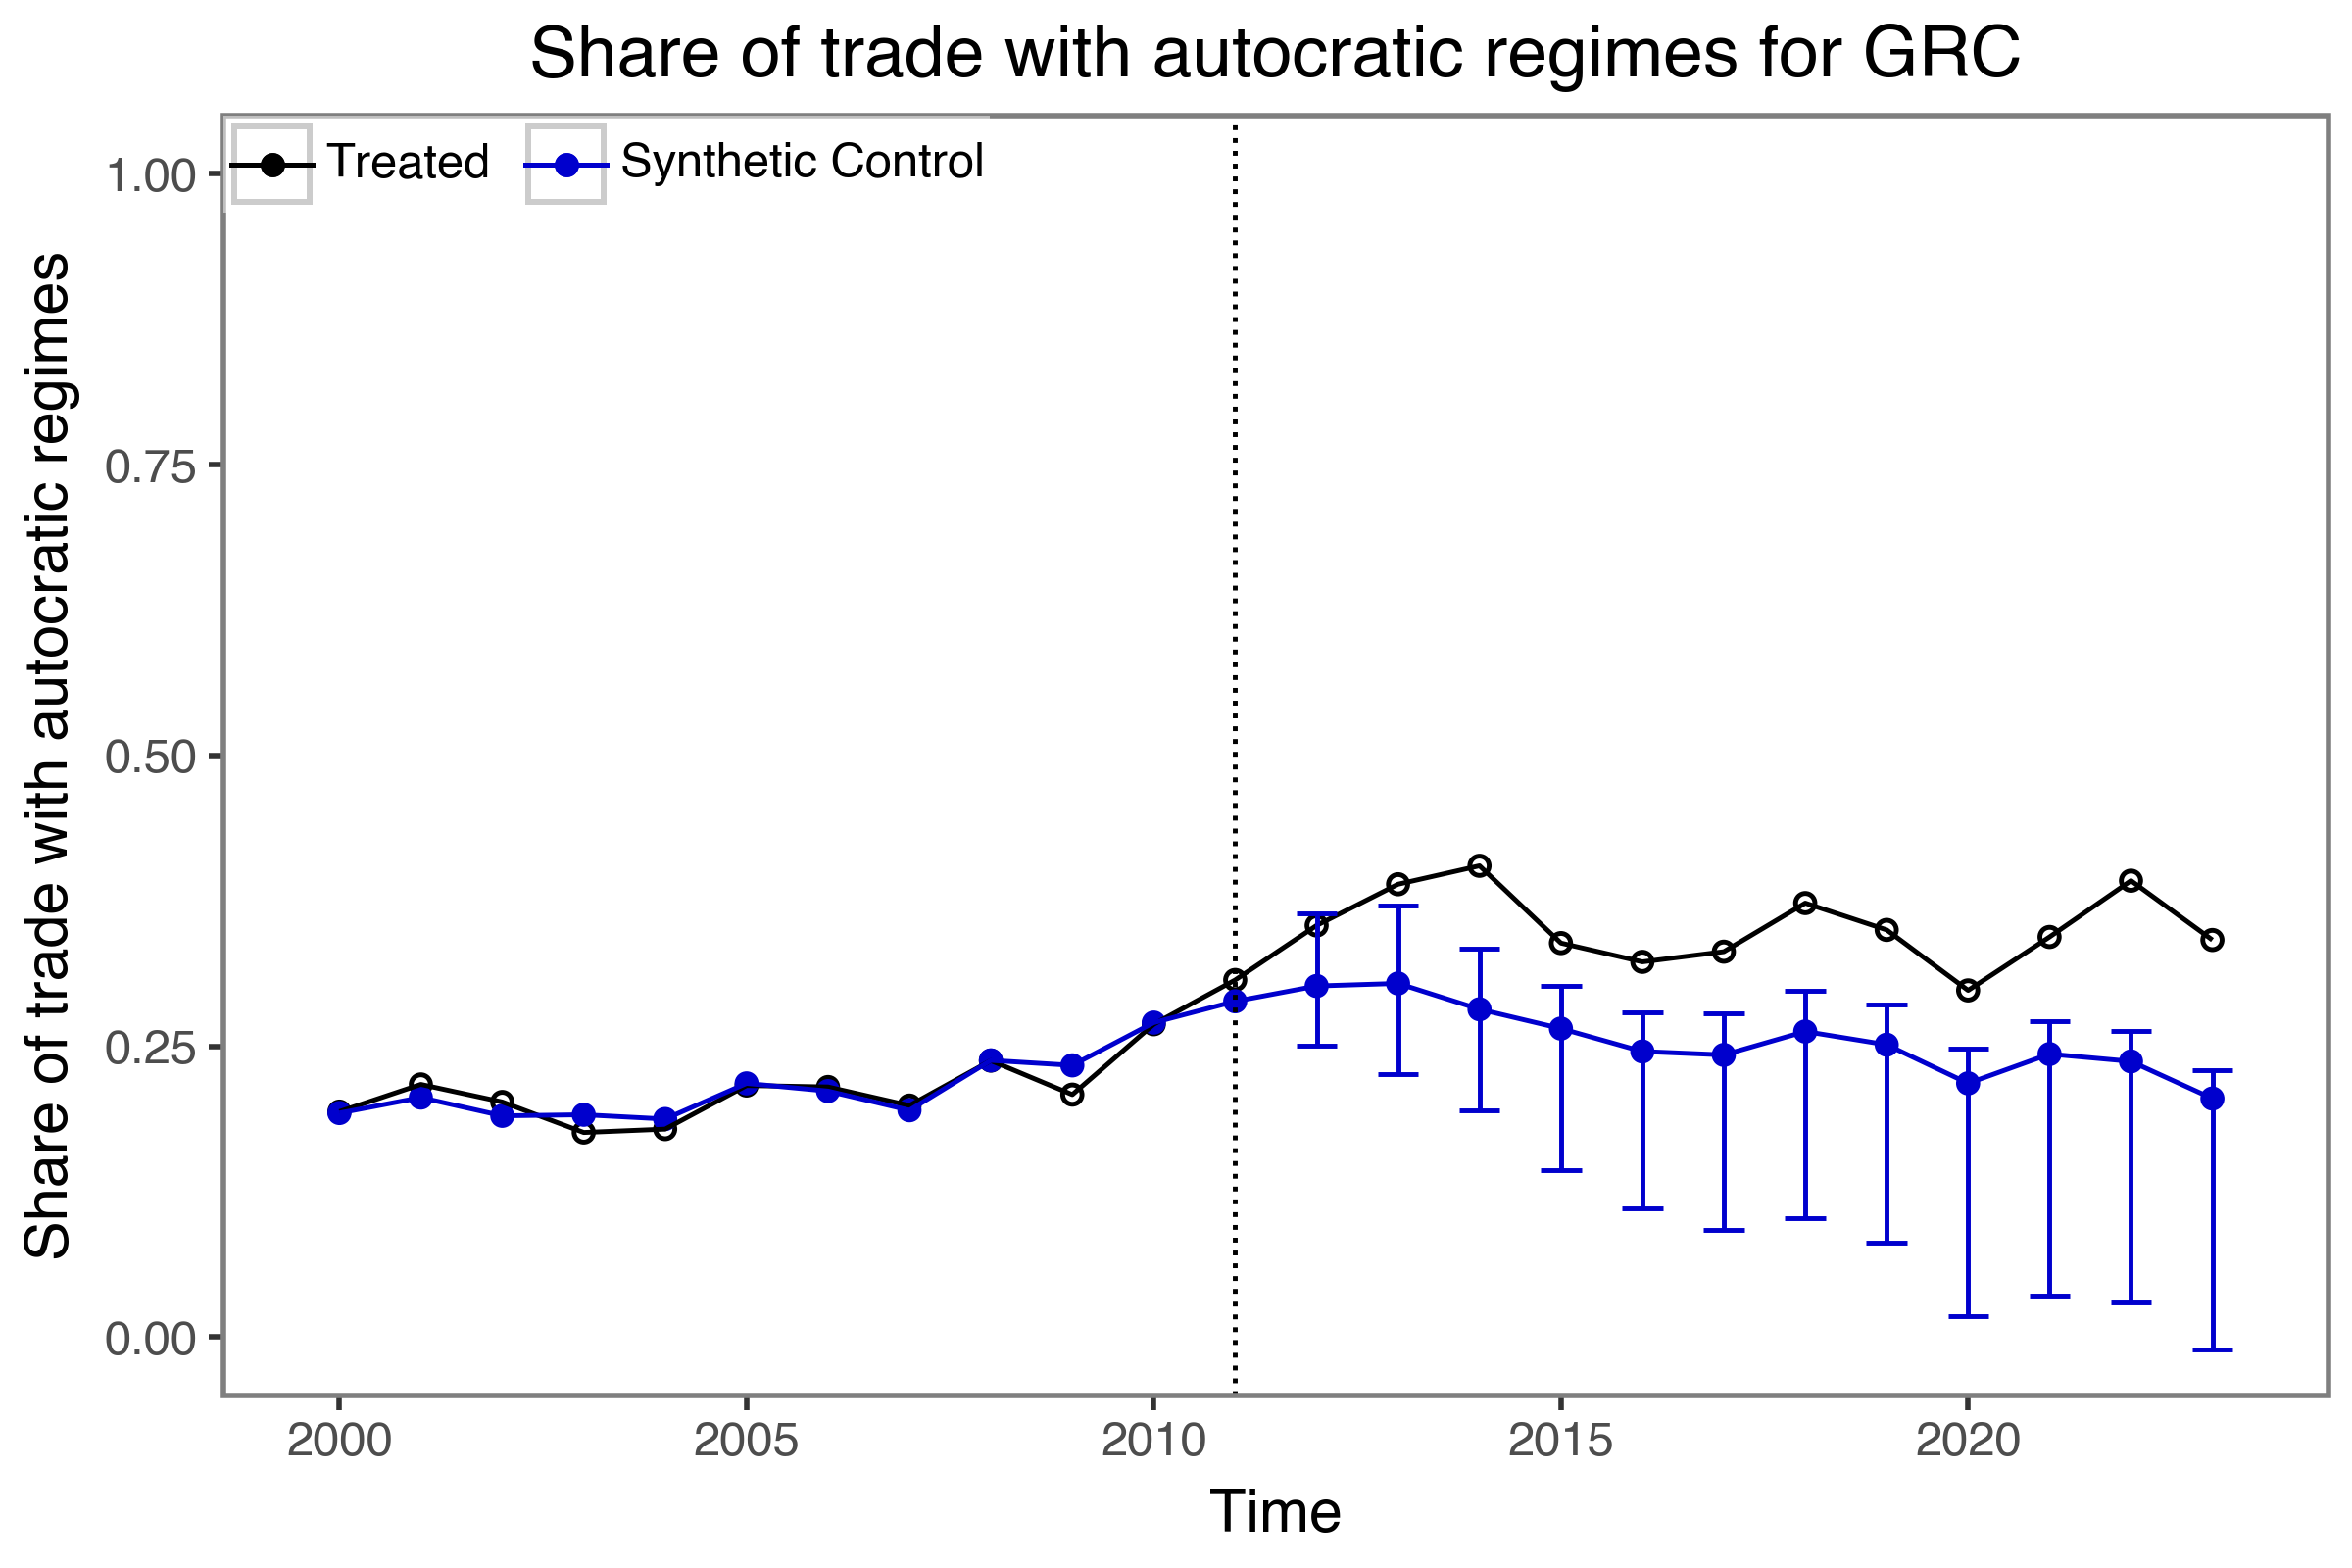 Share of trade with autocratic regimes for GRC
Treated
Synthetic Control
Share of trade with autocratic regimes
1.00
0.75
0.50
0.25
0.00
2000
2005
2010
2015
2020
Time